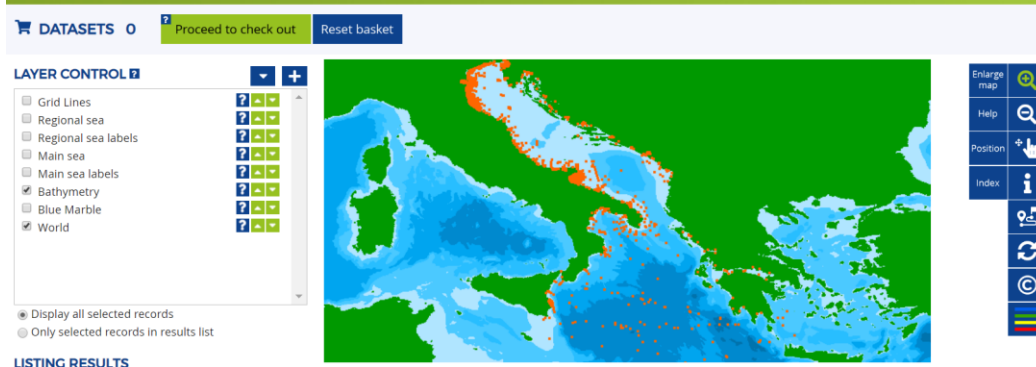 DATASETS 0
?
Proceed to check out
Reset basket
LAYER CONTROL ?
Grid Lines ?
Regional sea ?
Regional sea labels ?
Main sea ?
Main sea labels ?
Bathymetry ?
Blue Marble ?
World ?
Display all selected records
Only selected records in results list
LISTING RESULTS
Enlarge
map
Help
Position
Index
i
©